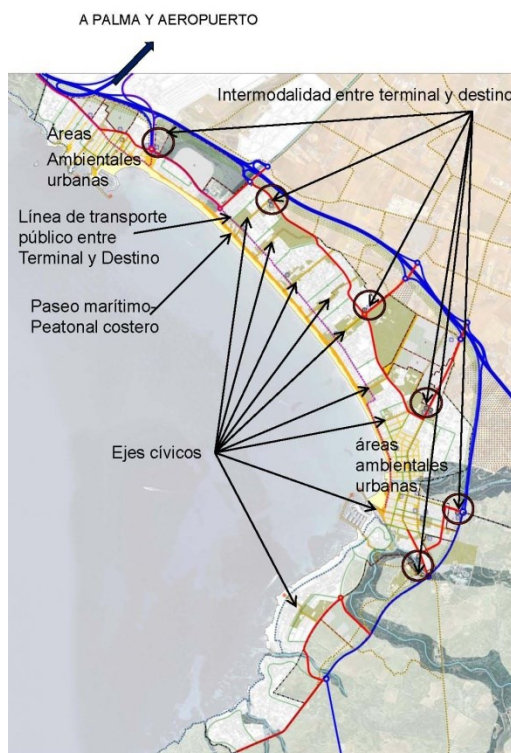 A PALMA Y AEROPUERTO
Intermodalidad entre terminal y destino
Áreas
Ambientales
urbanas
Línea de transporte
público entre
Terminal y Destino
Paseo marítimo-
Peatonal costero
Ejes cívicos
áreas
ambientales
urbanas